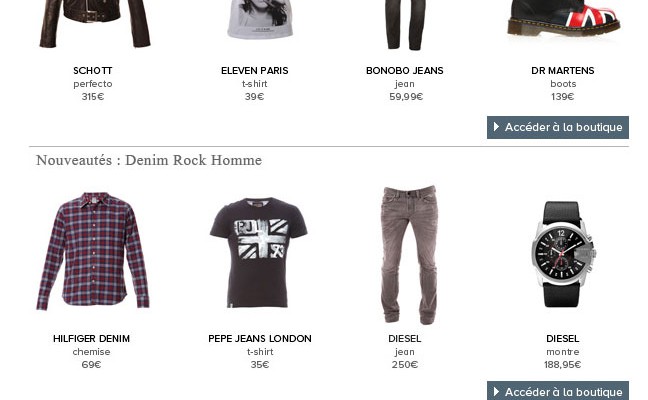 SCHOTT
perfecto
315€
ELEVEN PARIS
t-shirt
39€
BONOBO JEANS
jean
59,99€
DR MARTENS
boots
139€
Accéder à la boutique
Nouveautés : Denim Rock Homme
PJL
73
HILFIGER DENIM
chemise
69€
PEPE JEANS LONDON
t-shirt
35€
DIESEL
jean
250€
DIESEL
montre
188,95€
Accéder à la boutique